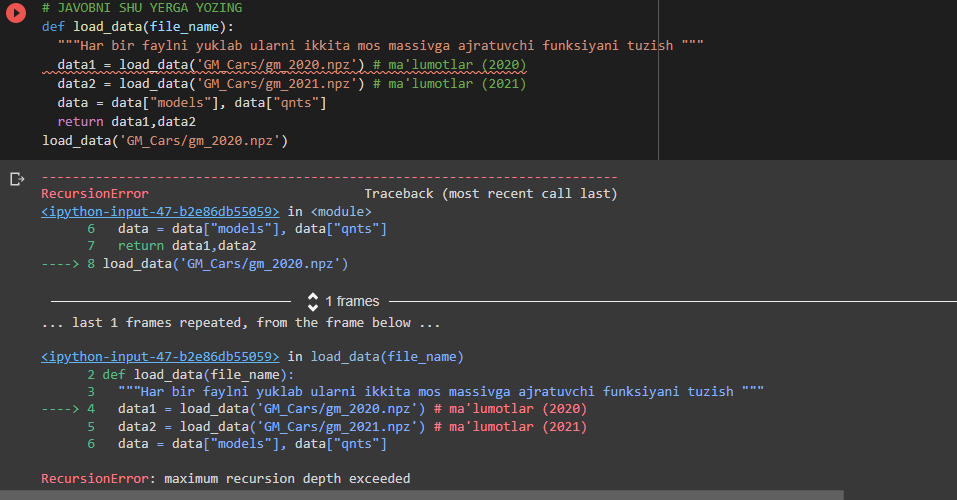 # JAVOBNI SHU YERGA YOZING
def load_data(file_name):
  """Har bir faylni yuklab ularni ikkita mos massivga ajratuvchi funksiyani tuzish """
  data1 = load_data('GM_Cars/gm_2020.npz') # ma'lumotlar (2020)
  data2 = load_data('GM_Cars/gm_2021.npz') # ma'lumotlar (2021)
  data = data["models"], data["qnts"]
  return data1,data2
load_data('GM_Cars/gm_2020.npz')
---------------------------------------------------------------------------
RecursionError                            Traceback (most recent call last)
<ipython-input-47-b2e86db55059> in <module>
      6   data = data["models"], data["qnts"]
      7   return data1,data2
----> 8 load_data('GM_Cars/gm_2020.npz')
1 frames
... last 1 frames repeated, from the frame below ...
<ipython-input-47-b2e86db55059> in load_data(file_name)
      2 def load_data(file_name):
      3   """Har bir faylni yuklab ularni ikkita mos massivga ajratuvchi funksiyani tuzish """
----> 4   data1 = load_data('GM_Cars/gm_2020.npz') # ma'lumotlar (2020)
      5   data2 = load_data('GM_Cars/gm_2021.npz') # ma'lumotlar (2021)
      6   data = data["models"], data["qnts"]
RecursionError: maximum recursion depth exceeded